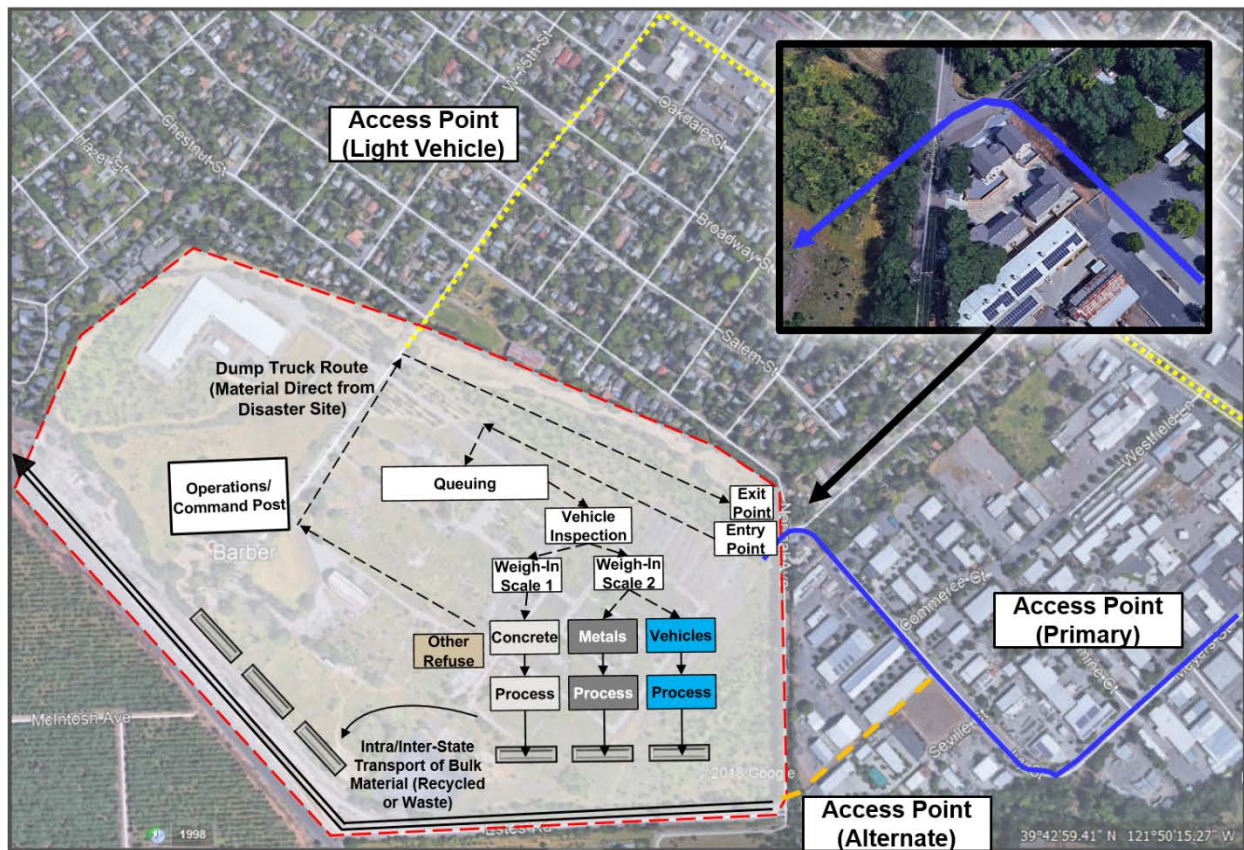 W 15th St
Oakdale St
Chestnut St
Hazel St
Broadway St
Salem St
Access Point
(Light Vehicle)
Westfield Ln
Dump Truck Route
(Material Direct from
Disaster Site)
Operations/
Command Post
Barber
Queuing
Vehicle
Inspection
Exit
Point
Entry
Point
Weigh-In
Scale 1
Weigh-In
Scale 2
Commerce Ct
Access Point
(Primary)
Meyers St
Other
Refuse
Concrete
Metals
Vehicles
Process
Process
Process
McIntosh Ave
Seville Ct
Intra/Inter-State
Transport of Bulk
Material (Recycled
or Waste)
© 2018 Google
Access Point
(Alternate)
Estes Rd
1998
39°42'59.41" N 121°50'15.27" W